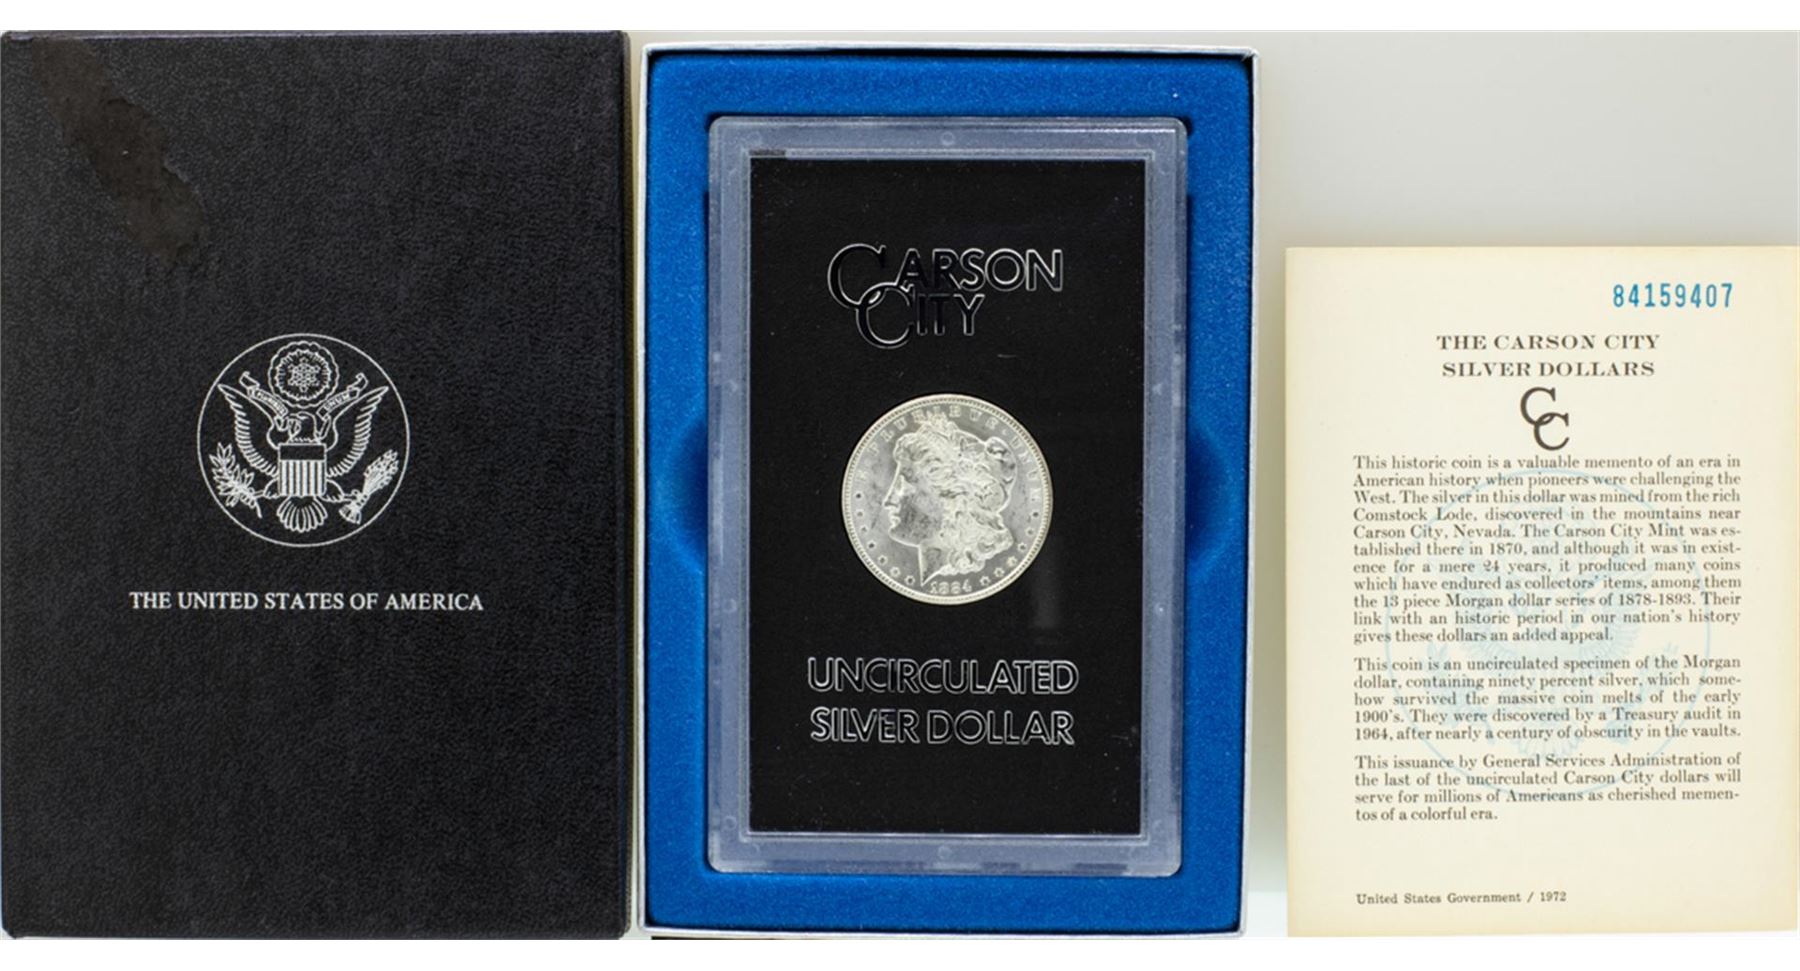 E PLURIBUS UNUM
THE UNITED STATES OF AMERICA
CARSON
CITY
E·PLURIBUS·UNUM
1884
UNCIRCULATED
SILVER DOLLAR
84159407
THE CARSON CITY
SILVER DOLLARS
CC
This historic coin is a valuable memento of an era in
American history when pioneers were challenging the
West. The silver in this dollar was mined from the rich
Comstock Lode, discovered in the mountains near
Carson City, Nevada. The Carson City Mint was es-
tablished there in 1870, and although it was in exist-
ence for a mere 24 years, it produced many coins
which have endured as collectors' items, among them
the 13 piece Morgan dollar series of 1878-1893. Their
link with an historic period in our nation's history
gives these dollars an added appeal.
This coin is an uncirculated specimen of the Morgan
dollar, containing ninety percent silver, which some-
how survived the massive coin melts of the early
1900's. They were discovered by a Treasury audit in
1964, after nearly a century of obscurity in the vaults.
This issuance by General Services Administration of
the last of the uncirculated Carson City dollars will
serve for millions of Americans as cherished memen-
tos of a colorful era.
United States Government / 1972